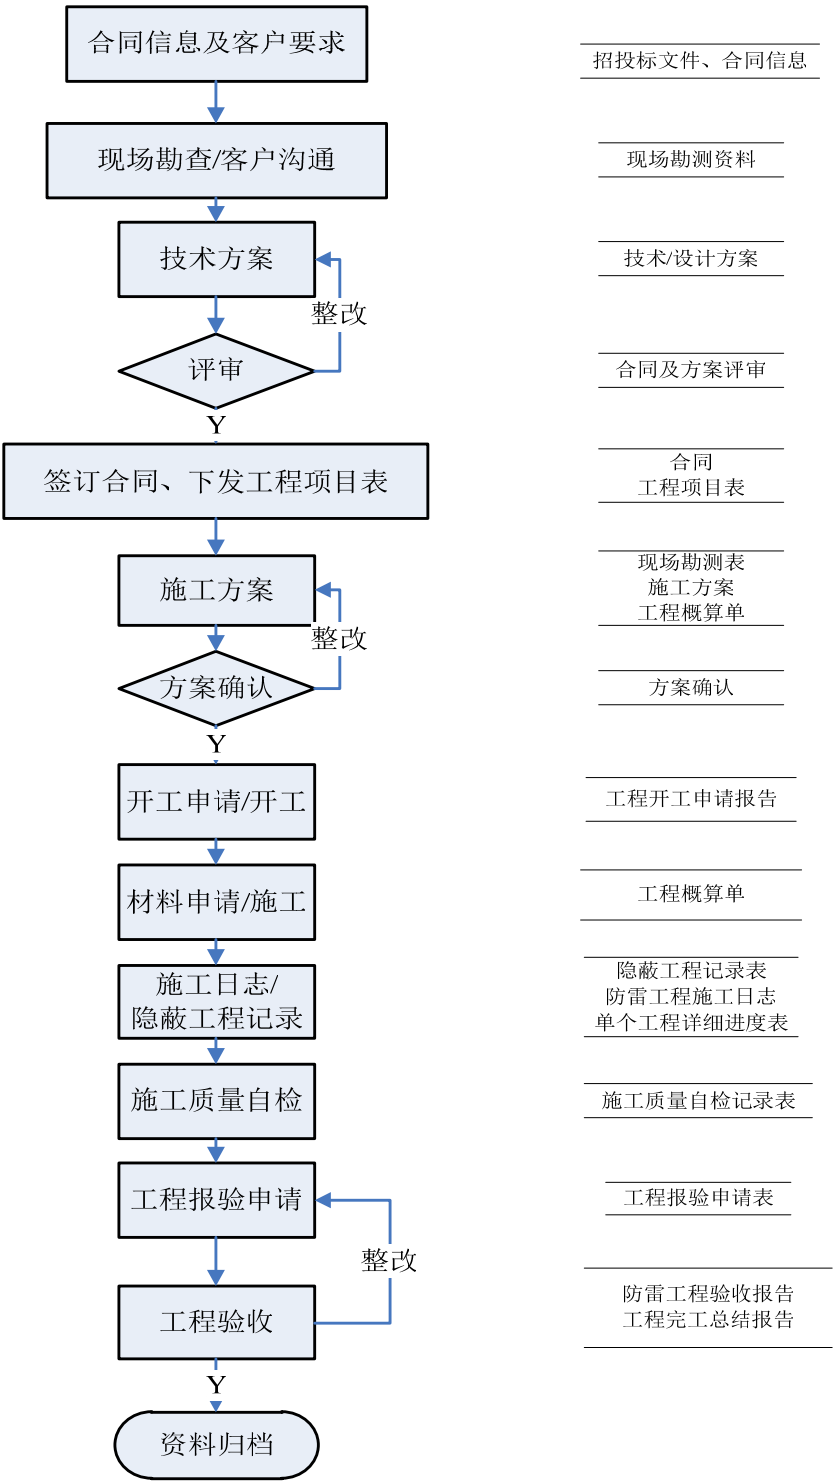 合同信息及客户要求
招投标文件、合同信息
现场勘查/客户沟通
现场勘测资料
技术方案
技术/设计方案
整改
评审
合同及方案评审
Y
签订合同、下发工程项目表
合同
工程项目表
施工方案
现场勘测表
施工方案
工程概算单
整改
方案确认
方案确认
Y
开工申请/开工
工程开工申请报告
材料申请/施工
工程概算单
施工日志/
隐蔽工程记录
隐蔽工程记录表
防雷工程施工日志
单个工程详细进度表
施工质量自检
施工质量自检记录表
工程报验申请
工程报验申请表
整改
工程验收
防雷工程验收报告
工程完工总结报告
Y
资料归档